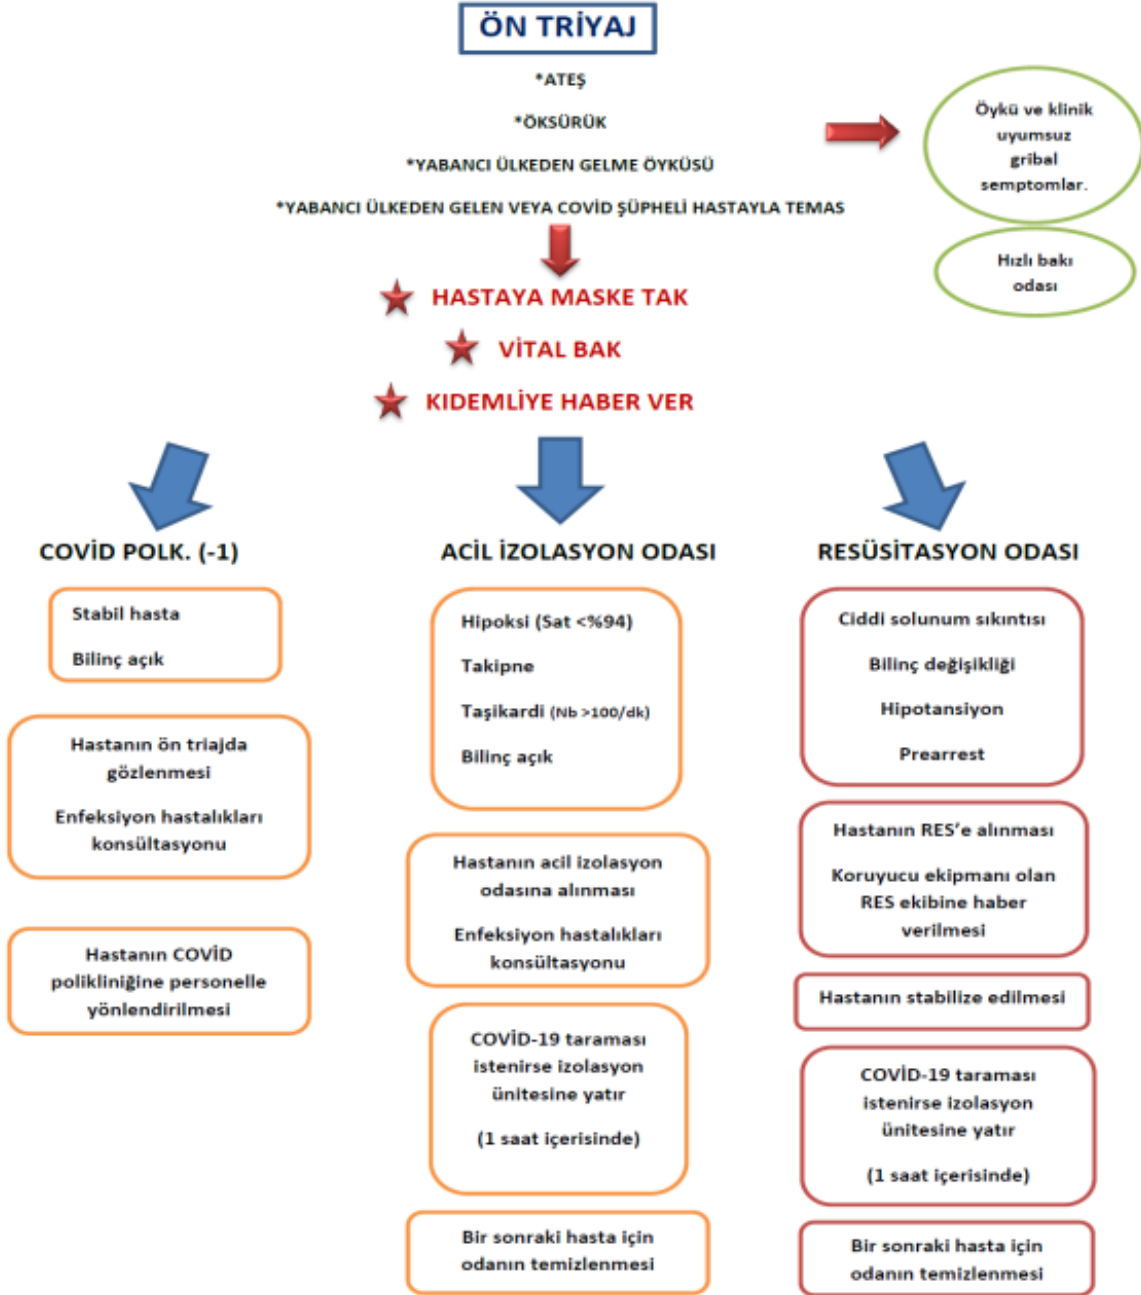 ÖN TRİYAJ
*ATEŞ
*ÖKSÜRÜK
*YABANCI ÜLKEDEN GELME ÖYKÜSÜ
*YABANCI ÜLKEDEN GELEN VEYA COVİD ŞÜPHELİ HASTAYLA TEMAS
Öykü ve klinik
uyumsuz
gribal
semptomlar.
Hızlı bakı
odası
HASTAYA MASKE TAK
VİTAL BAK
KIDEMLİYE HABER VER
COVİD POLK. (-1)
Stabil hasta
Bilinç açık
Hastanın ön triajda
gözlenmesi
Enfeksiyon hastalıkları
konsültasyonu
Hastanın COVİD
polikliniğine personelle
yönlendirilmesi
ACİL İZOLASYON ODASI
Hipoksi (Sat <%94)
Takipne
Taşikardi (Nb >100/dk)
Bilinç açık
Hastanın acil izolasyon
odasına alınması
Enfeksiyon hastalıkları
konsültasyonu
COVİD-19 taraması
istenirse izolasyon
ünitesine yatır
(1 saat içerisinde)
Bir sonraki hasta için
odanın temizlenmesi
RESÜSİTASYON ODASI
Ciddi solunum sıkıntısı
Bilinç değişikliği
Hipotansiyon
Prearrest
Hastanın RES'e alınması
Koruyucu ekipmanı olan
RES ekibine haber
verilmesi
Hastanın stabilize edilmesi
COVİD-19 taraması
istenirse izolasyon
ünitesine yatır
(1 saat içerisinde)
Bir sonraki hasta için
odanın temizlenmesi